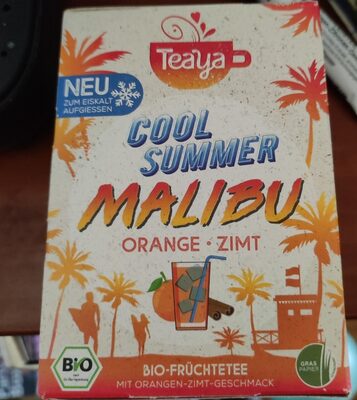 Teaya
NEU
ZUM EISKALT
AUFGIESSEN
COOL
SUMMER
MALIBU
ORANGE • ZIMT
Bio
BIO-FRÜCHTETEE
MIT ORANGEN-ZIMT-GESCHMACK
GRAS
PAPIER